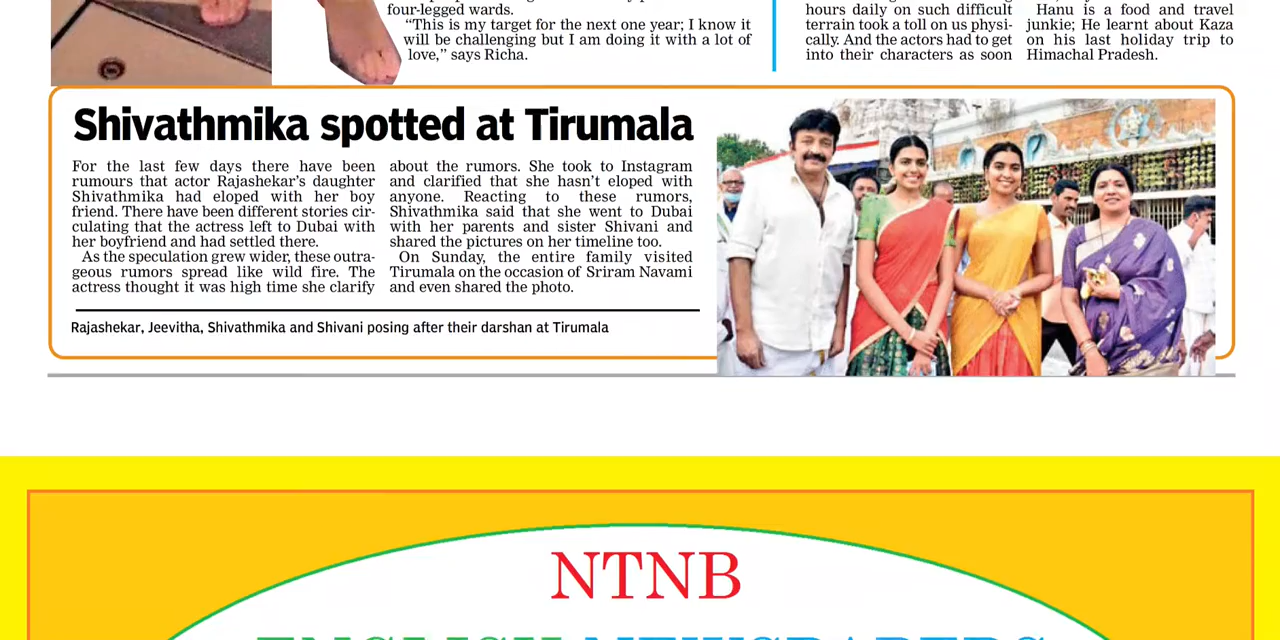 four-legged wards.
“This is my target for the next one year; I know it
will be challenging but I am doing it with a lot of
love,” says Richa.
hours daily on such difficult
terrain took a toll on us physi-
cally. And the actors had to get
into their characters as soon
Hanu is a food and travel
junkie; He learnt about Kaza
on his last holiday trip to
Himachal Pradesh.
Shivathmika spotted at Tirumala
For the last few days there have been
rumours that actor Rajashekar’s daughter
Shivathmika had eloped with her boy
friend. There have been different stories cir-
culating that the actress left to Dubai with
her boyfriend and had settled there.
As the speculation grew wider, these outra-
geous rumors spread like wild fire. The
actress thought it was high time she clarify
about the rumors. She took to Instagram
and clarified that she hasn’t eloped with
anyone. Reacting to these rumors,
Shivathmika said that she went to Dubai
with her parents and sister Shivani and
shared the pictures on her timeline too.
On Sunday, the entire family visited
Tirumala on the occasion of Sriram Navami
and even shared the photo.
Rajashekar, Jeevitha, Shivathmika and Shivani posing after their darshan at Tirumala
NTNB
ENGLISH NEWSPAPERS